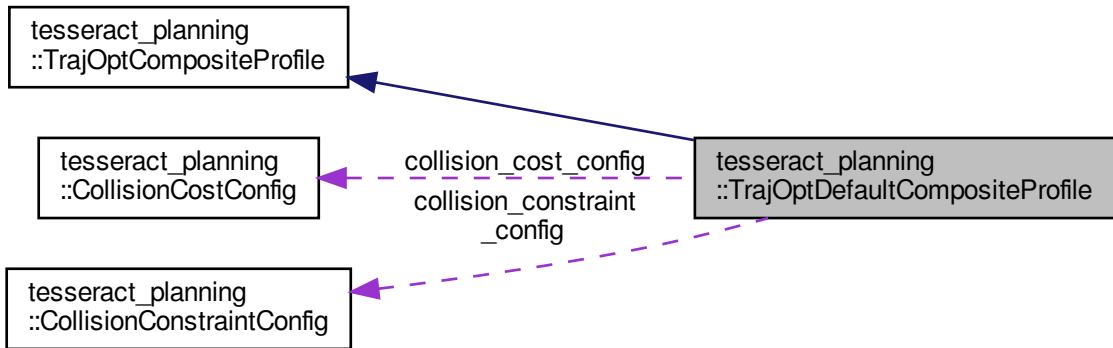 tesseract_planning
::TrajOptCompositeProfile
tesseract_planning
::CollisionCostConfig
collision_cost_config
collision_constraint
_config
tesseract_planning
::TrajOptDefaultCompositeProfile
tesseract_planning
::CollisionConstraintConfig